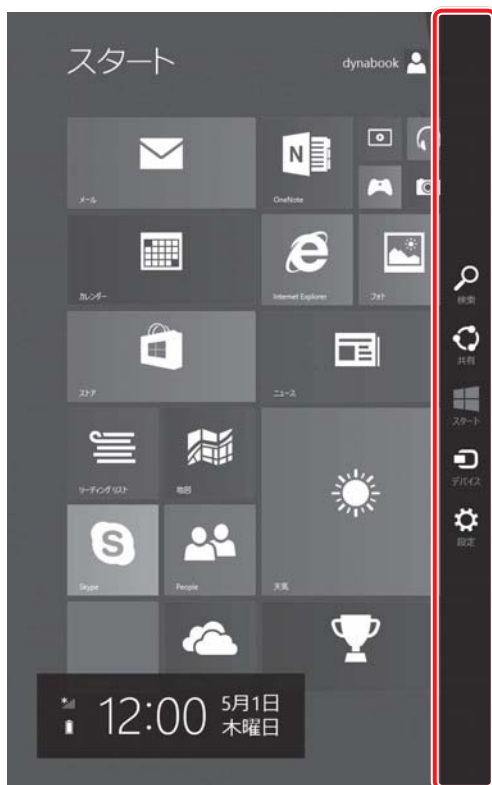 スタート
dynabook
メール
OneNote
カレンダー
Internet Explorer
フォト
ストア
ニュース
リーディング リスト
地図
Skype
People
天気
12:00
5月1日
木曜日
検索
共有
スタート
デバイス
設定